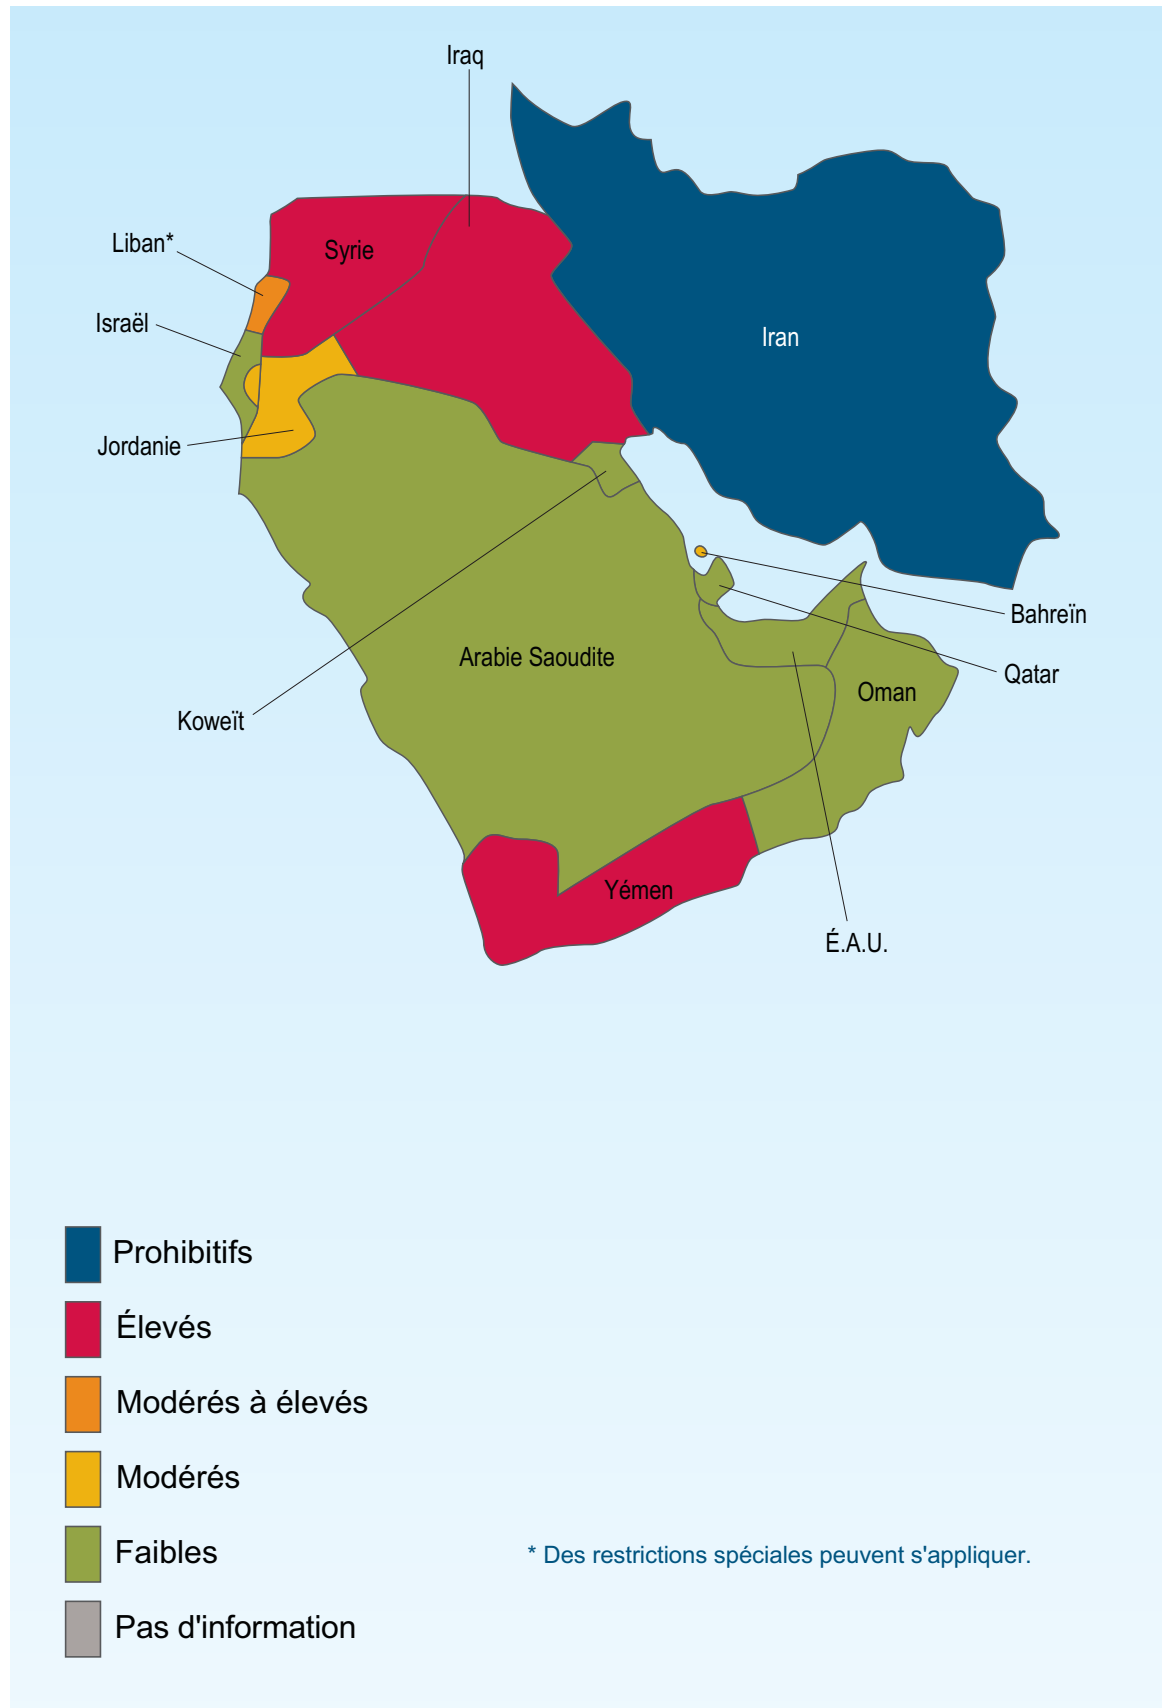 Iraq
Liban*
Syrie
Israël
Iran
Jordanie
Bahreïn
Arabie Saoudite
Qatar
Oman
Koweït
Yémen
É.A.U.
Prohibitifs
Élevés
Modérés à élevés
Modérés
Faibles
* Des restrictions spéciales peuvent s'appliquer.
Pas d'information